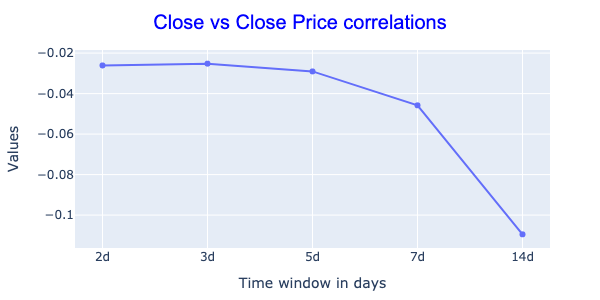 Close vs Close Price correlations
−0.02
−0.04
−0.06
−0.08
−0.1
Values
2d 3d 5d 7d 14d
Time window in days